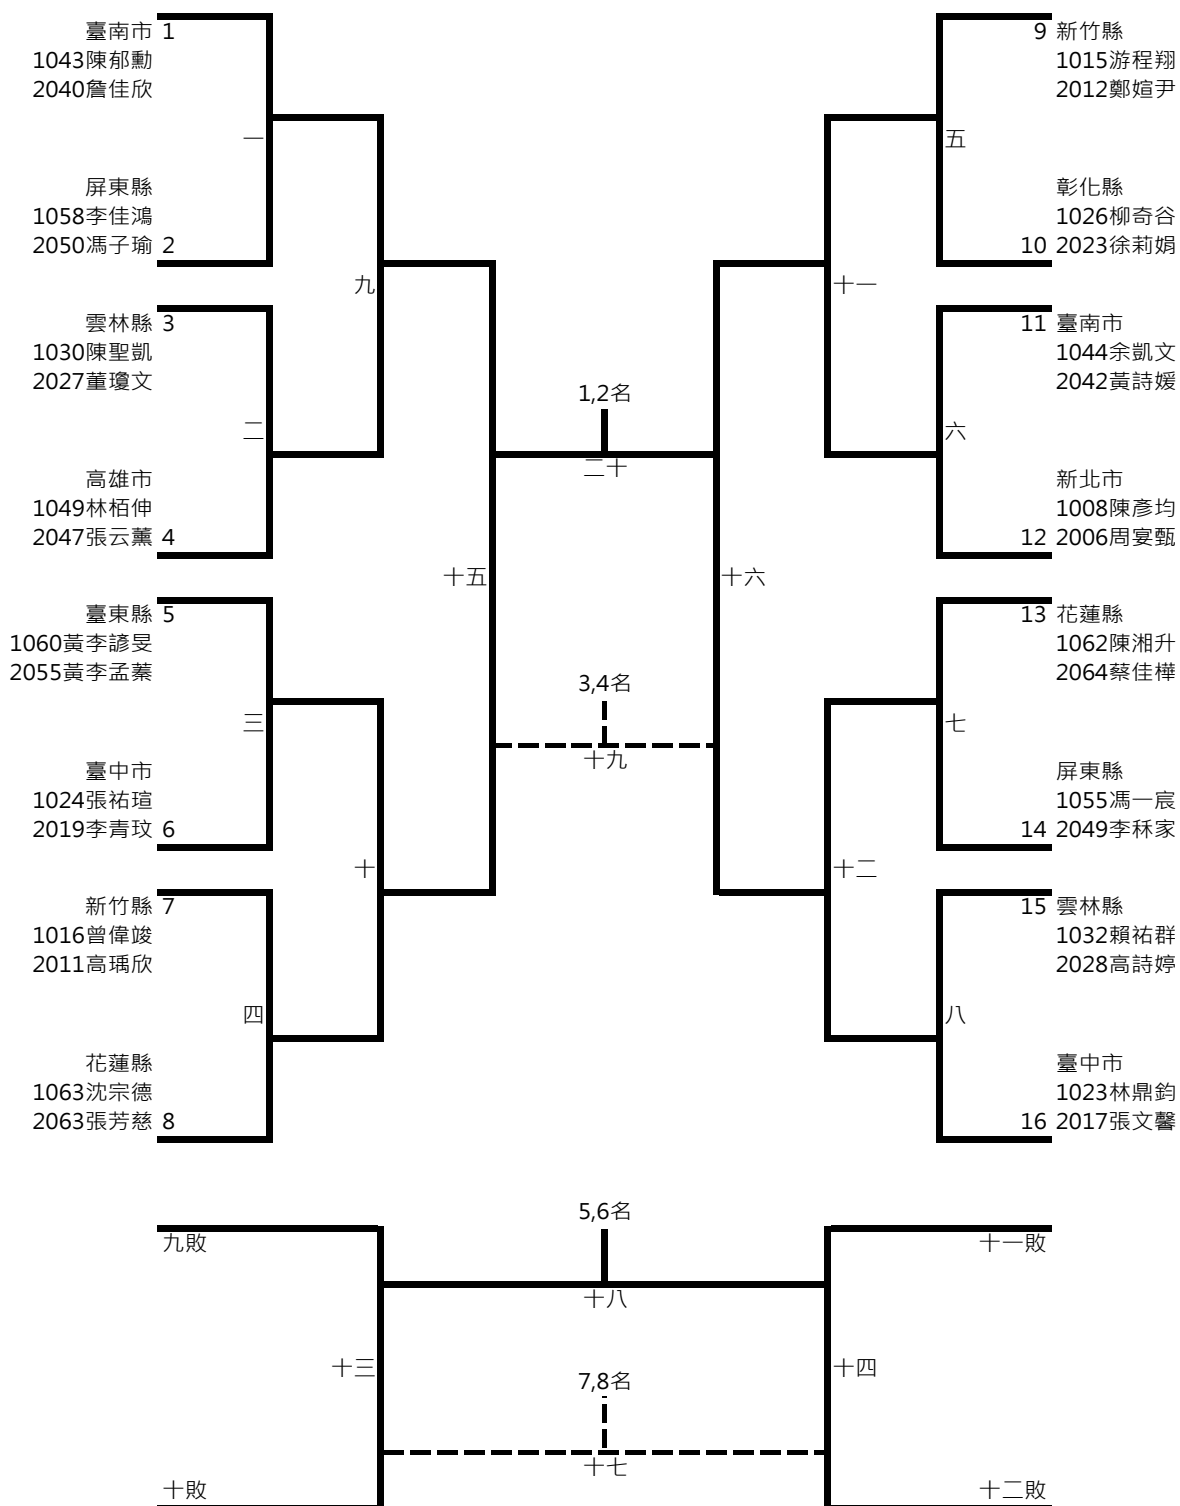 臺南市 1
1043陳郁勳
2040詹佳欣
一
屏東縣
1058李佳鴻
2050馮子瑜 2
九
雲林縣 3
1030陳聖凱
2027董瓊文
二
高雄市
1049林栢伸
2047張云薰 4
十五
臺東縣 5
1060黃李諺旻
2055黃李孟蓁
三
臺中市
1024張祐瑄
2019李青玟 6
十
新竹縣 7
1016曾偉竣
2011高瑀欣
四
花蓮縣
1063沈宗德
2063張芳慈 8
1,2名
二十
3,4名
十九
9 新竹縣
1015游程翔
2012鄭媗尹
五
彰化縣
1026柳奇谷
10 2023徐莉娟
十一
11 臺南市
1044余凱文
2042黃詩媛
六
新北市
1008陳彥均
12 2006周宴甄
十六
13 花蓮縣
1062陳湘升
2064蔡佳樺
七
屏東縣
1055馮一宸
14 2049李秝家
十二
15 雲林縣
1032賴祐群
2028高詩婷
八
臺中市
1023林鼎鈞
16 2017張文馨
5,6名
九敗
十一敗
十八
十三
十四
7,8名
十七
十敗
十二敗